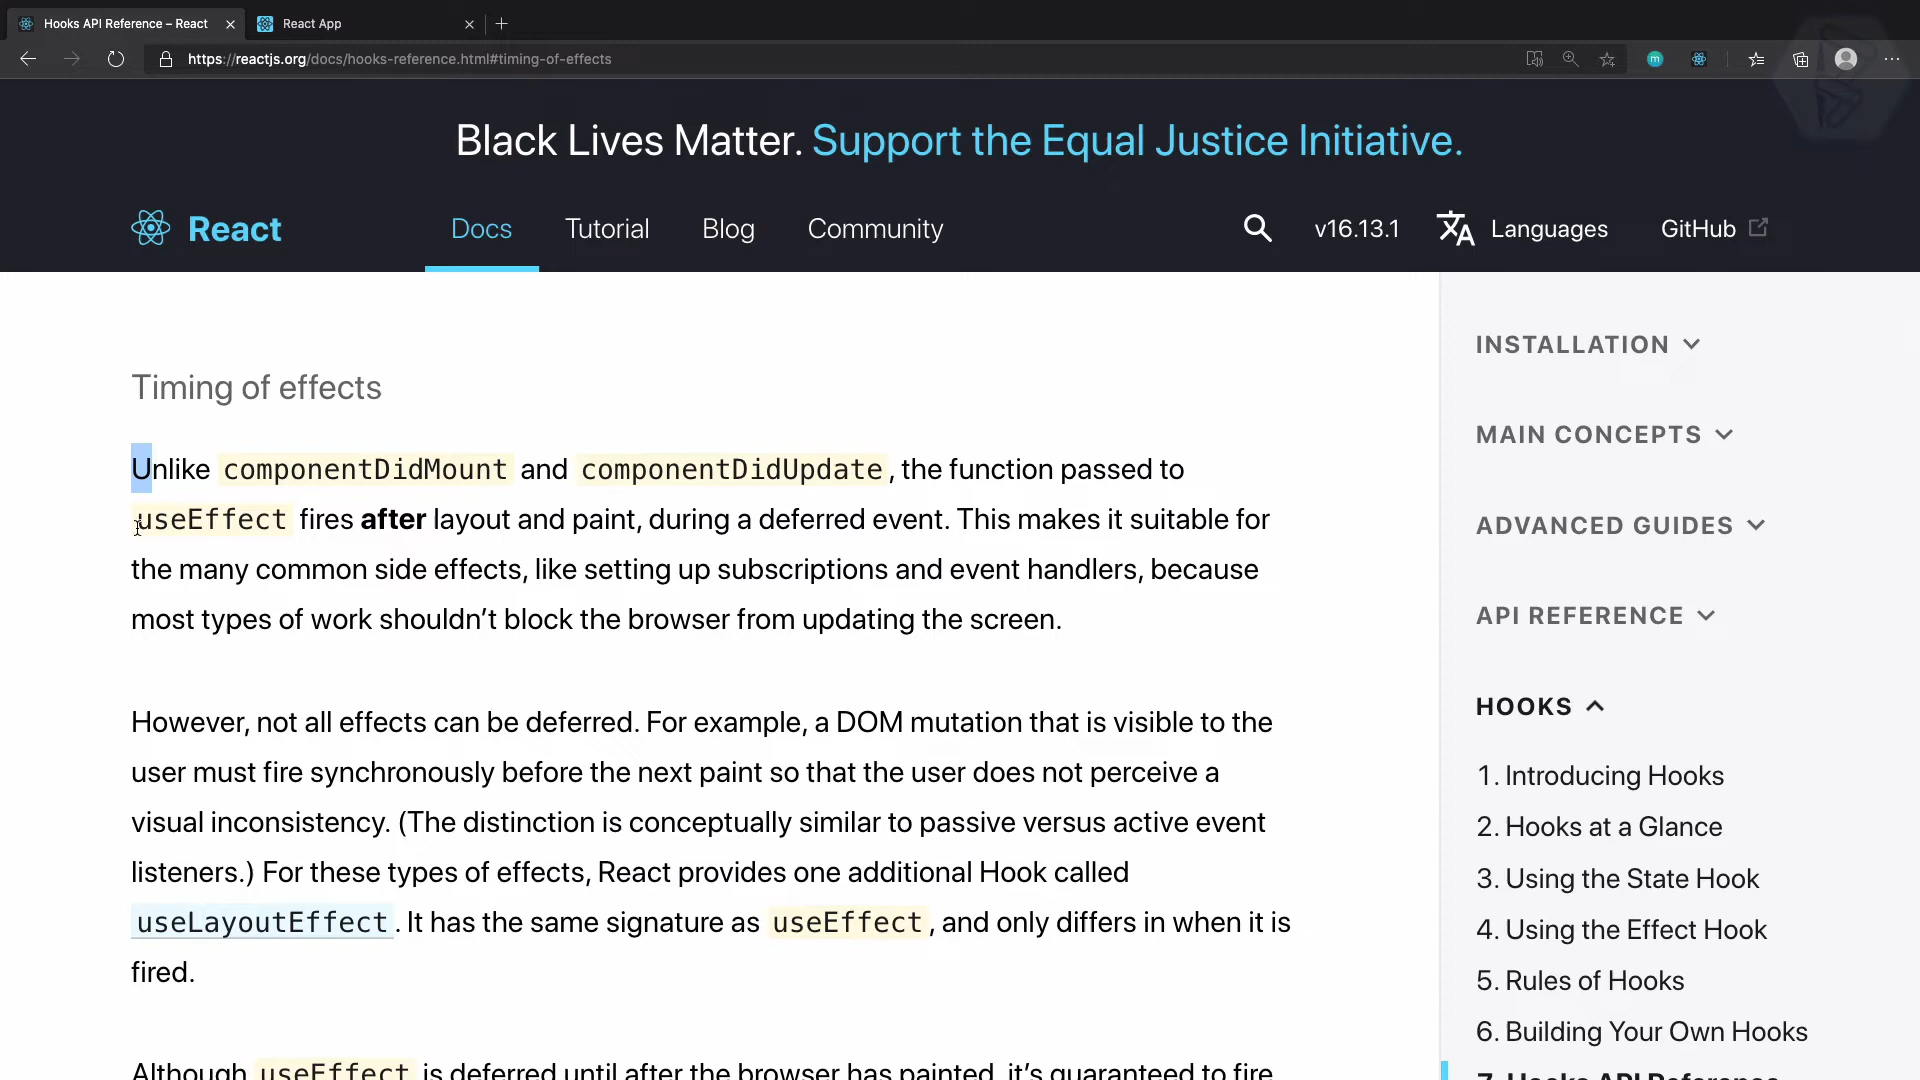 Hooks API Reference – React
React App
https://reactjs.org/docs/hooks-reference.html#timing-of-effects
m
Black Lives Matter. Support the Equal Justice Initiative.
React
Docs
Tutorial
Blog
Community
v16.13.1
Languages
GitHub
Timing of effects
Unlike componentDidMount and componentDidUpdate, the function passed to
useEffect fires after layout and paint, during a deferred event. This makes it suitable for
the many common side effects, like setting up subscriptions and event handlers, because
most types of work shouldn’t block the browser from updating the screen.
However, not all effects can be deferred. For example, a DOM mutation that is visible to the
user must fire synchronously before the next paint so that the user does not perceive a
visual inconsistency. (The distinction is conceptually similar to passive versus active event
listeners.) For these types of effects, React provides one additional Hook called
useLayoutEffect. It has the same signature as useEffect, and only differs in when it is
fired.
Although useEffect is deferred until after the browser has painted, it’s guaranteed to fire
INSTALLATION
MAIN CONCEPTS
ADVANCED GUIDES
API REFERENCE
HOOKS
1. Introducing Hooks
2. Hooks at a Glance
3. Using the State Hook
4. Using the Effect Hook
5. Rules of Hooks
6. Building Your Own Hooks
7. Hooks API Reference